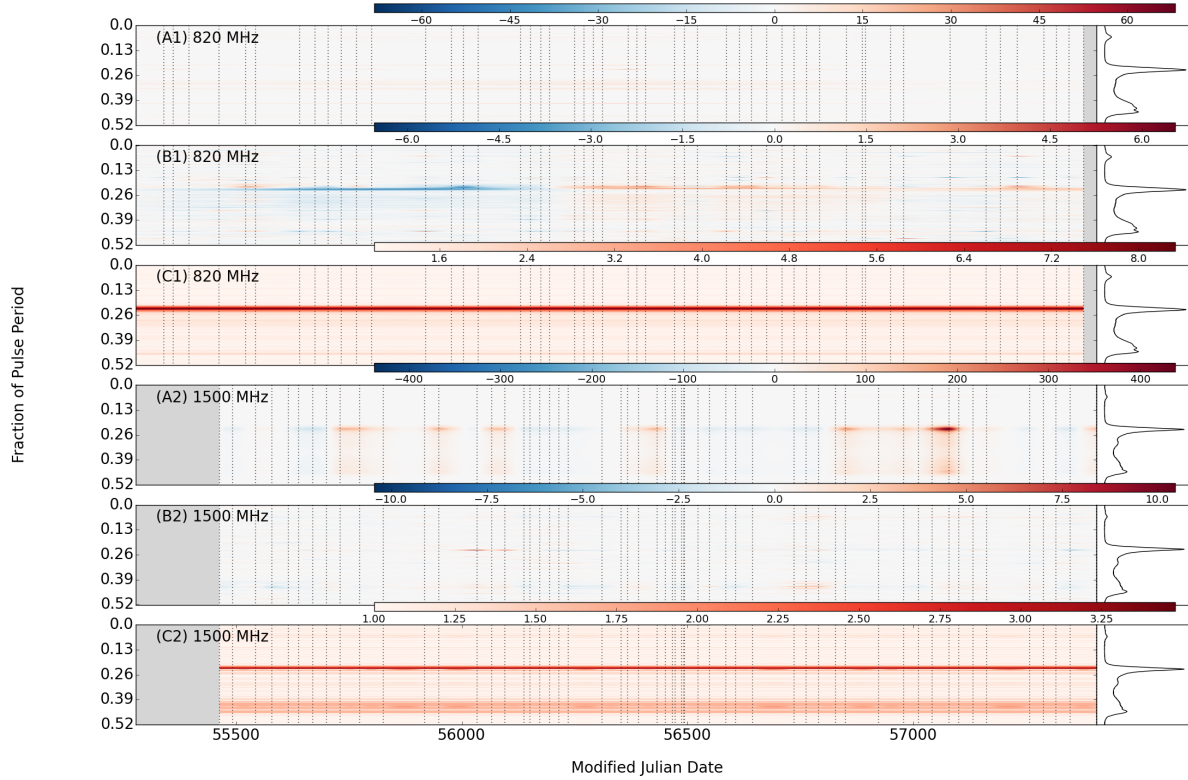 −60 −45 −30 −15 0 15 30 45 60
0.0
(A1) 820 MHz
0.13
0.26
0.39
0.52
−6.0 −4.5 −3.0 −1.5 0.0 1.5 3.0 4.5 6.0
0.0
(B1) 820 MHz
0.13
0.26
0.39
0.52
1.6 2.4 3.2 4.0 4.8 5.6 6.4 7.2 8.0
0.0
(C1) 820 MHz
0.13
0.26
0.39
0.52
−400 −300 −200 −100 0 100 200 300 400
0.0
(A2) 1500 MHz
0.13
0.26
0.39
0.52
−10.0 −7.5 −5.0 −2.5 0.0 2.5 5.0 7.5 10.0
0.0
(B2) 1500 MHz
0.13
0.26
0.39
0.52
1.00 1.25 1.50 1.75 2.00 2.25 2.50 2.75 3.00 3.25
0.0
(C2) 1500 MHz
0.13
0.26
0.39
0.52
55500 56000 56500 57000
Modified Julian Date
Fraction of Pulse Period